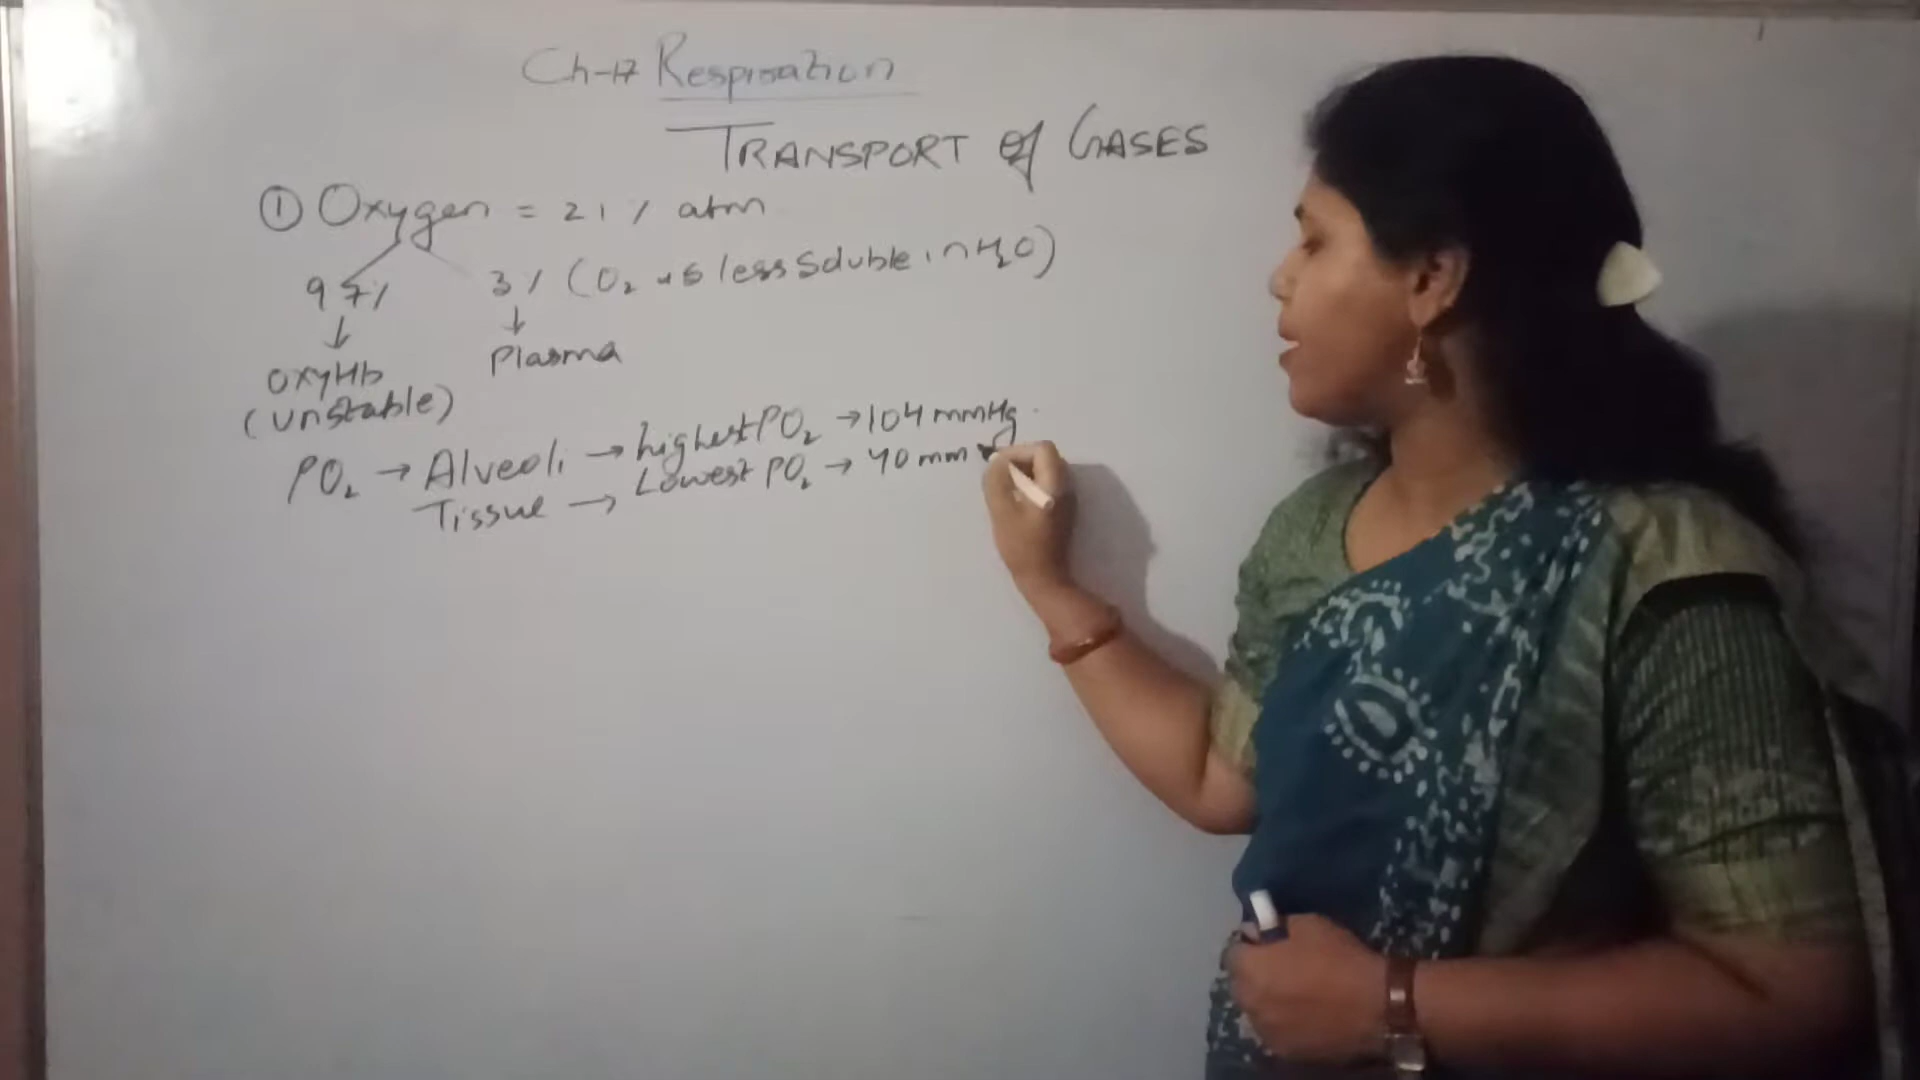 Ch-17 Respiration
TRANSPORT of GASES
① Oxygen = 21 % atm
97% 3% (O₂ is less Soluble in H₂O)
↓ ↓
OxyHb Plasma
(Unstable)
PO₂ → Alveoli → highest PO₂ → 104 mmHg
Tissue → Lowest PO₂ → 40 mm